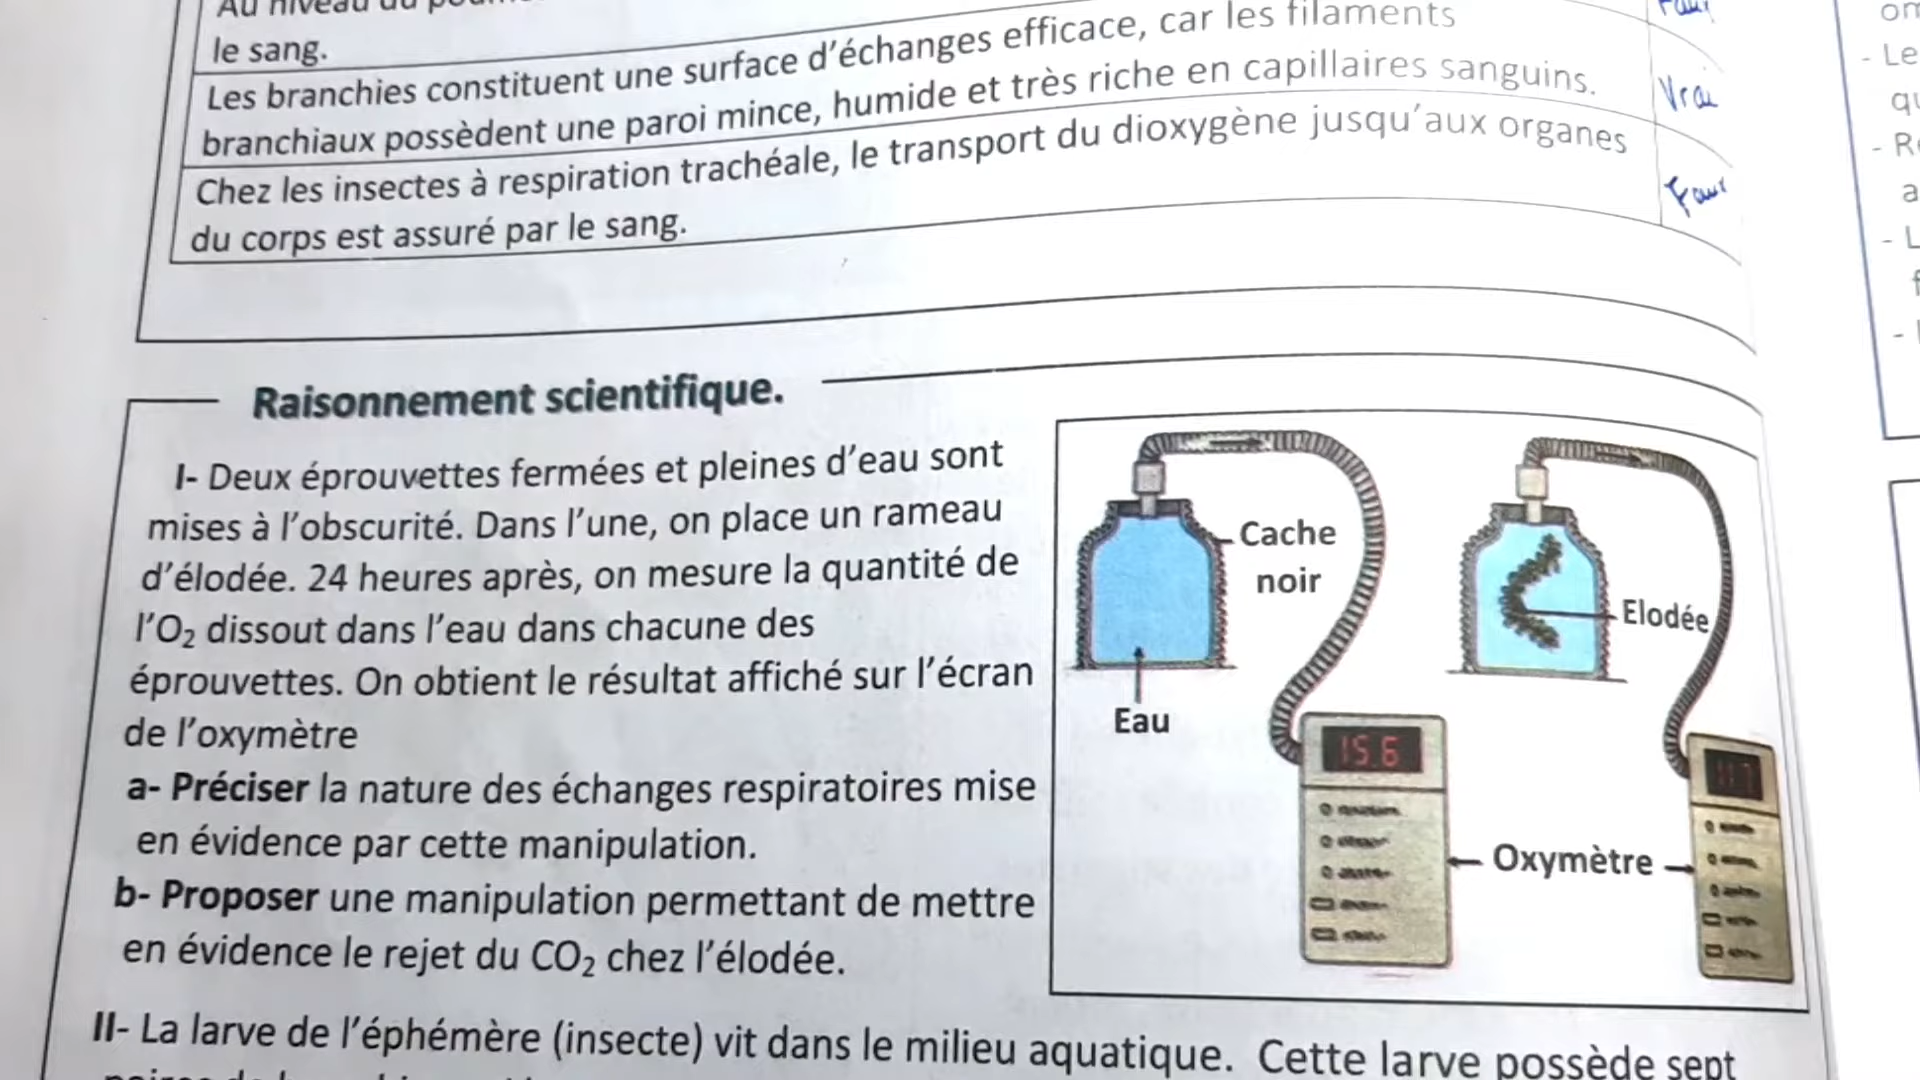 Au niveau du
le sang.
Les branchies constituent une surface d'échanges efficace, car les filaments
branchiaux possèdent une paroi mince, humide et très riche en capillaires sanguins.
Vrai
Chez les insectes à respiration trachéale, le transport du dioxygène jusqu'aux organes
du corps est assuré par le sang.
Faux
Raisonnement scientifique.
I- Deux éprouvettes fermées et pleines d'eau sont
mises à l'obscurité. Dans l'une, on place un rameau
d'élodée. 24 heures après, on mesure la quantité de
l'O₂ dissout dans l'eau dans chacune des
éprouvettes. On obtient le résultat affiché sur l'écran
de l'oxymètre
a- Préciser la nature des échanges respiratoires mise
en évidence par cette manipulation.
b- Proposer une manipulation permettant de mettre
en évidence le rejet du CO₂ chez l'élodée.
Cache
noir
Elodée
Eau
15.6
11.7
Oxymètre
II- La larve de l'éphémère (insecte) vit dans le milieu aquatique. Cette larve possède sept
- Le